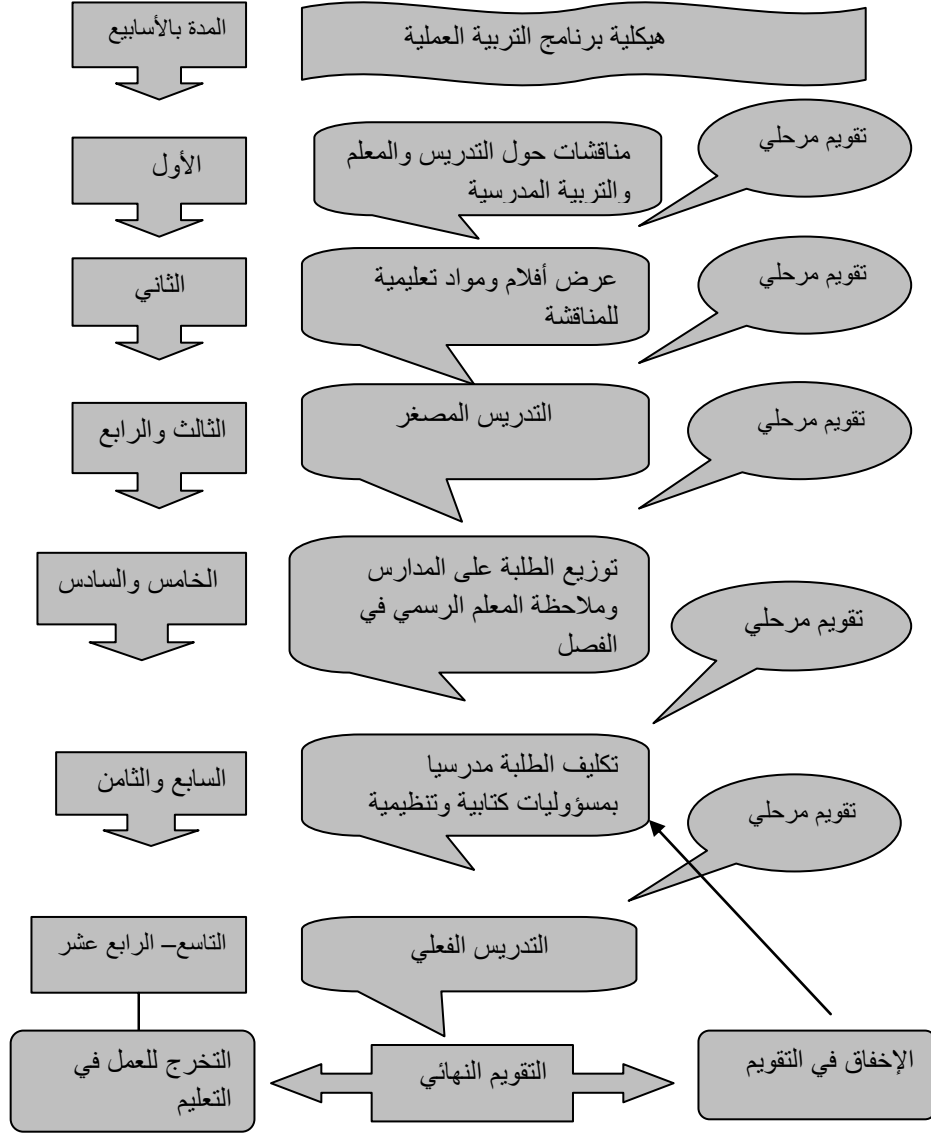 المدة بالأسابيع
هيكلية برنامج التربية العملية
الأول
مناقشات حول التدريس والمعلم
والتربية المدرسية
تقويم مرحلي
الثاني
عرض أفلام ومواد تعليمية
للمناقشة
تقويم مرحلي
الثالث والرابع
التدريس المصغر
تقويم مرحلي
الخامس والسادس
توزيع الطلبة على المدارس
وملاحظة المعلم الرسمي في
الفصل
تقويم مرحلي
السابع والثامن
تكليف الطلبة مدرسيا
بمسؤوليات كتابية وتنظيمية
تقويم مرحلي
التاسع– الرابع عشر
التدريس الفعلي
التخرج للعمل في
التعليم
التقويم النهائي
الإخفاق في التقويم